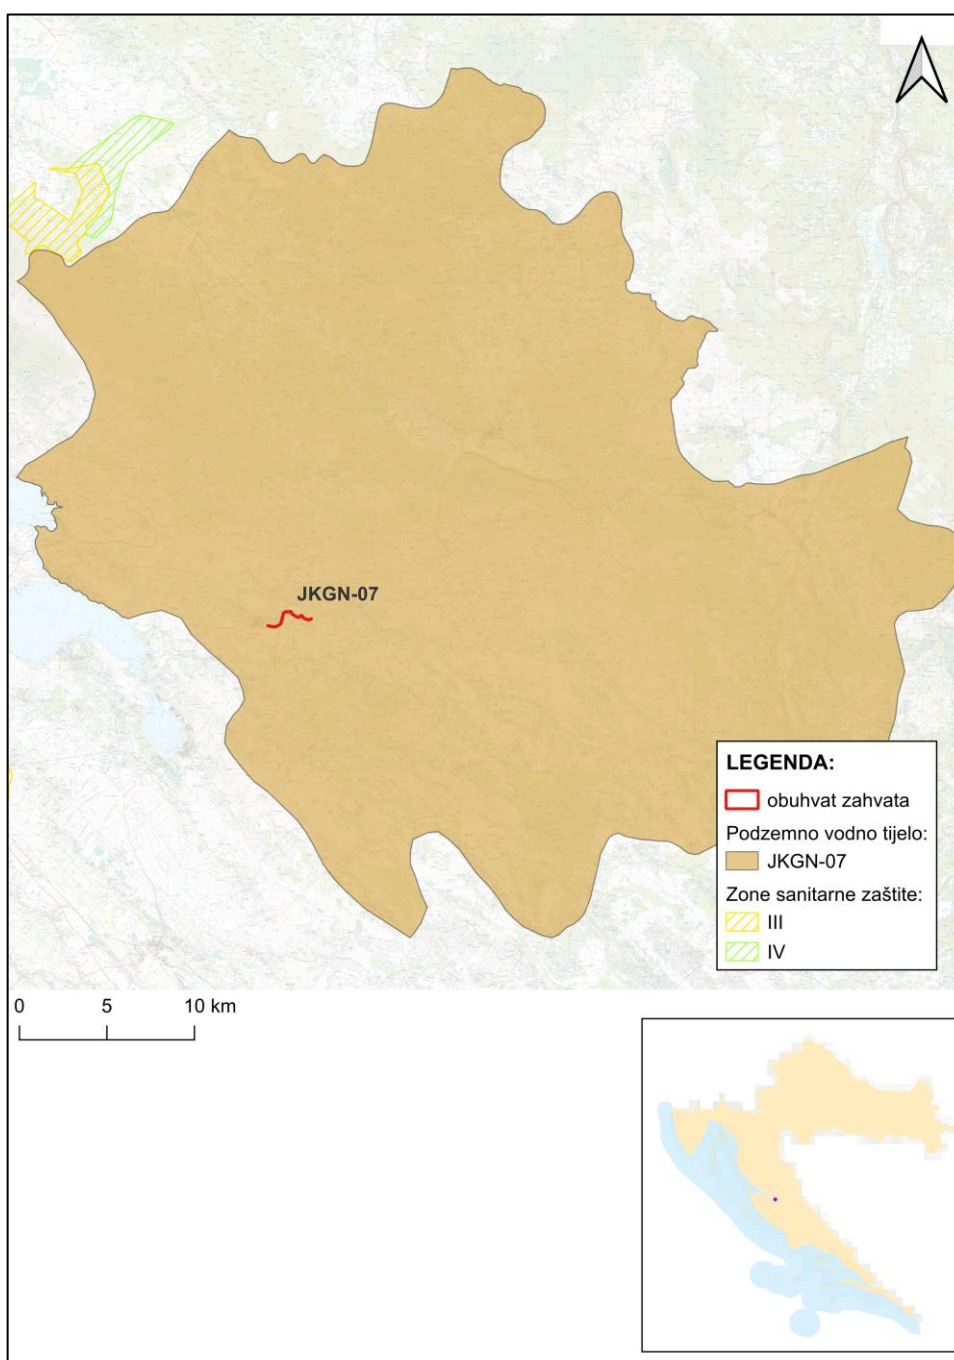 JKGN-07
LEGENDA:
obuhvat zahvata
Podzemno vodno tijelo:
JKGN-07
Zone sanitarne zaštite:
III
IV
0 5 10 km